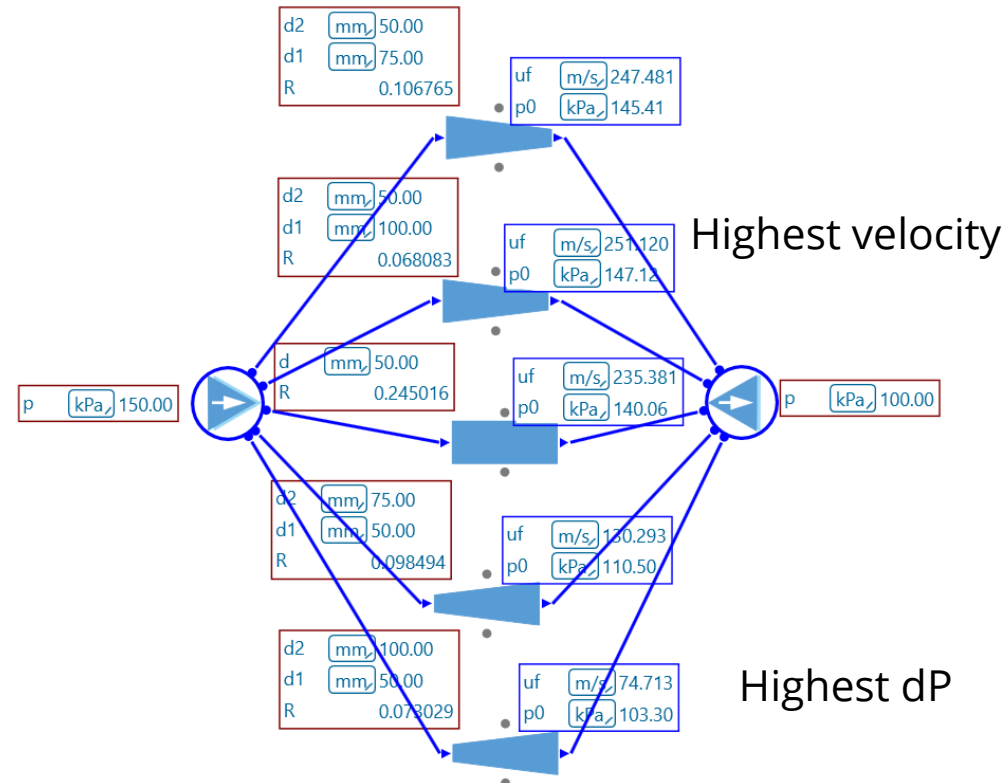 d2 mm 50.00
d1 mm 75.00
R 0.106765
uf m/s 247.481
p0 kPa 145.41
d2 mm 50.00
d1 mm 100.00
R 0.068083
uf m/s 251.120
p0 kPa 147.12
Highest velocity
d mm 50.00
R 0.245016
uf m/s 235.381
p0 kPa 140.06
p kPa 150.00
p kPa 100.00
d2 mm 75.00
d1 mm 50.00
R 0.098494
uf m/s 130.293
p0 kPa 110.50
d2 mm 100.00
d1 mm 50.00
R 0.073029
uf m/s 74.713
p0 kPa 103.30
Highest dP